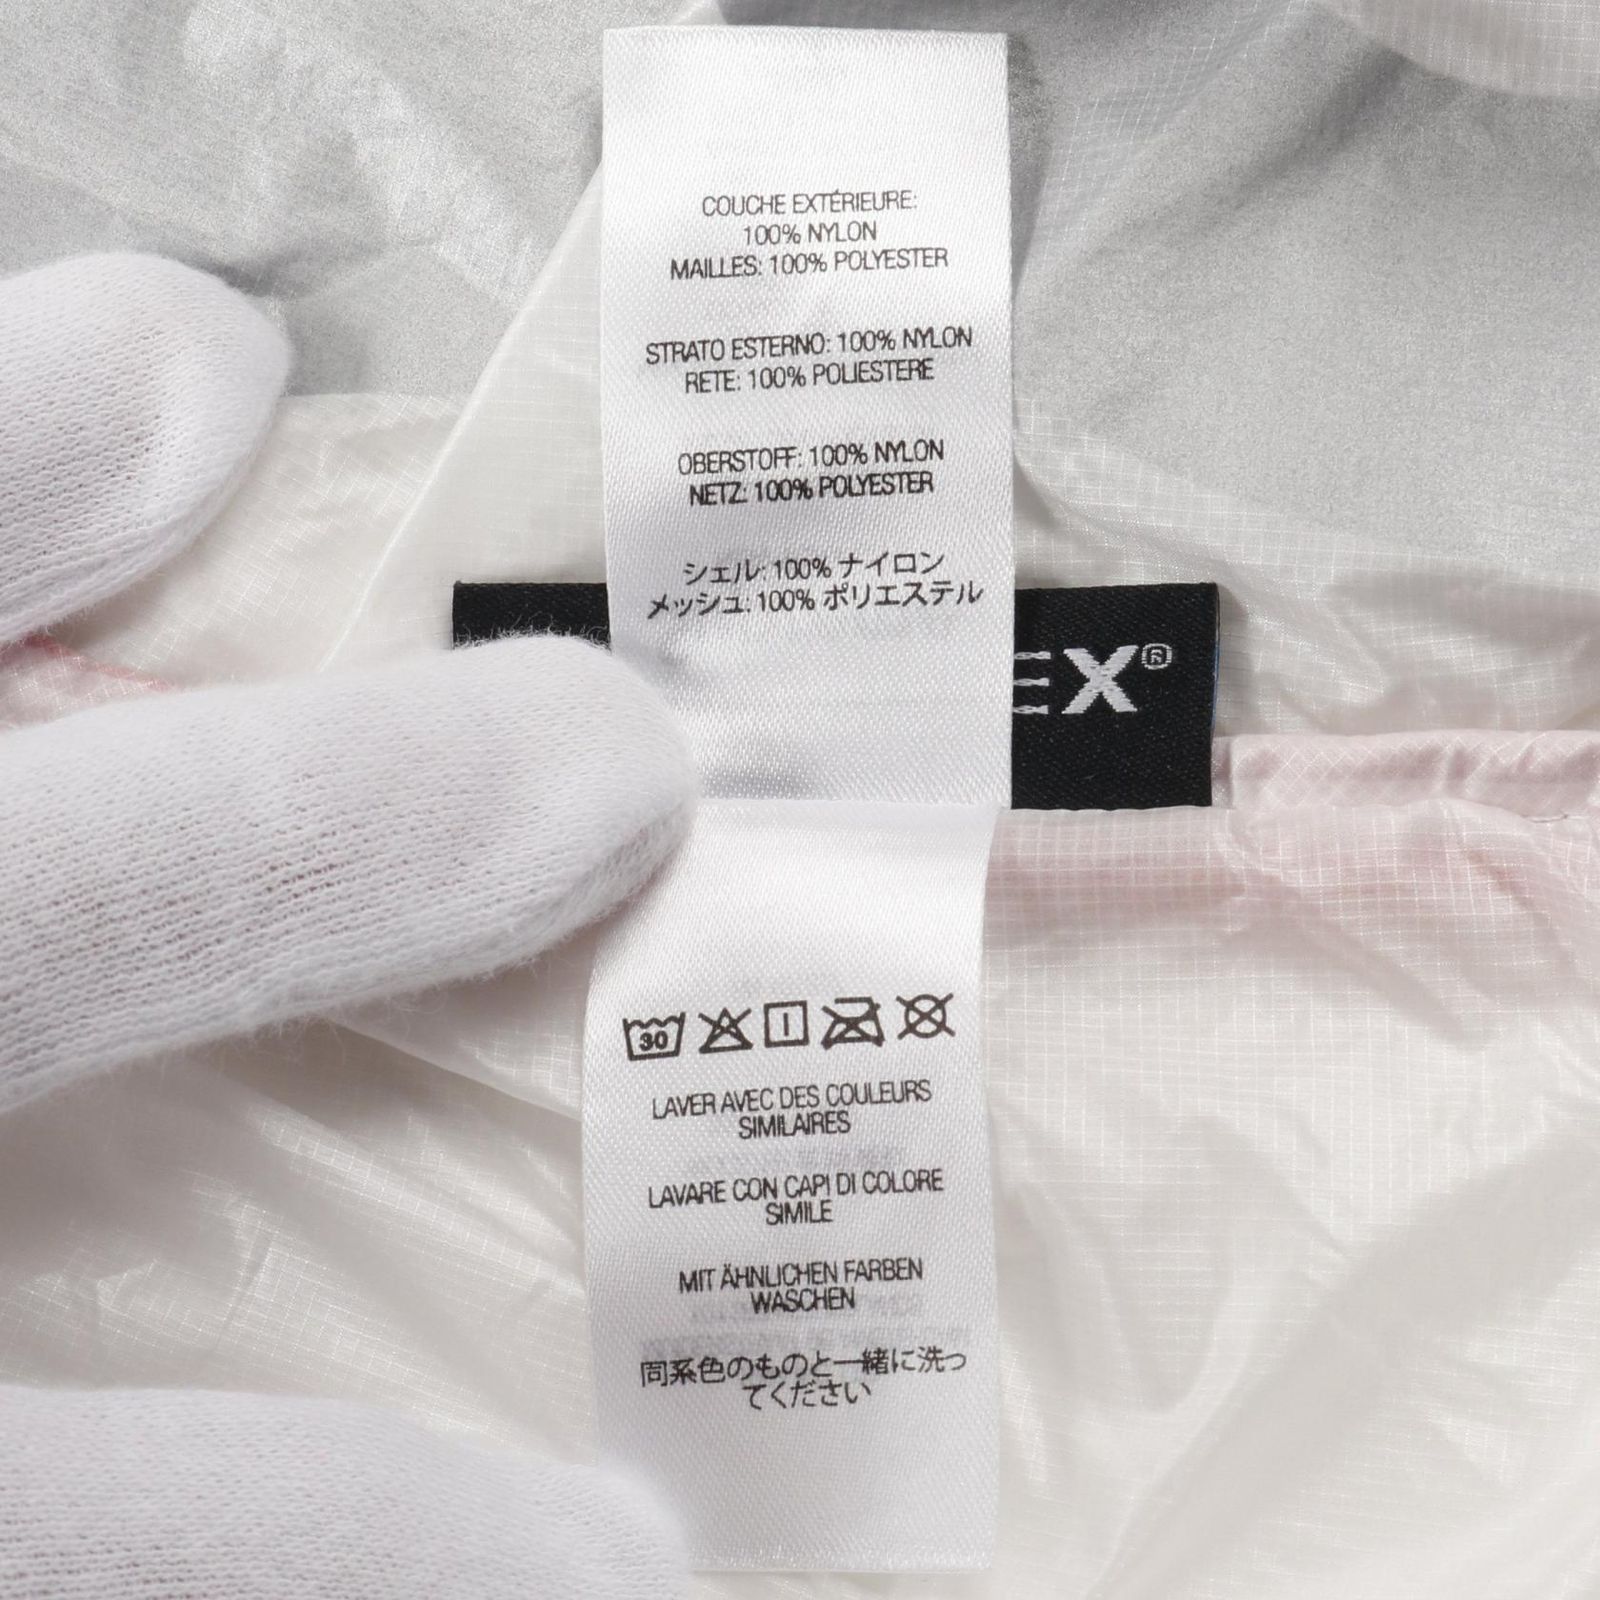 COUCHE EXTÉRIEURE:
100% NYLON
MAILLES: 100% POLYESTER
STRATO ESTERNO: 100% NYLON
RETE: 100% POLIESTERE
OBERSTOFF: 100% NYLON
NETZ: 100% POLYESTER
シェル: 100% ナイロン
メッシュ: 100% ポリエステル
EX®
30
LAVER AVEC DES COULEURS
SIMILAIRES
LAVARE CON CAPI DI COLORE
SIMILE
MIT ÄHNLICHEN FARBEN
WASCHEN
同系色のものと一緒に洗っ
てください